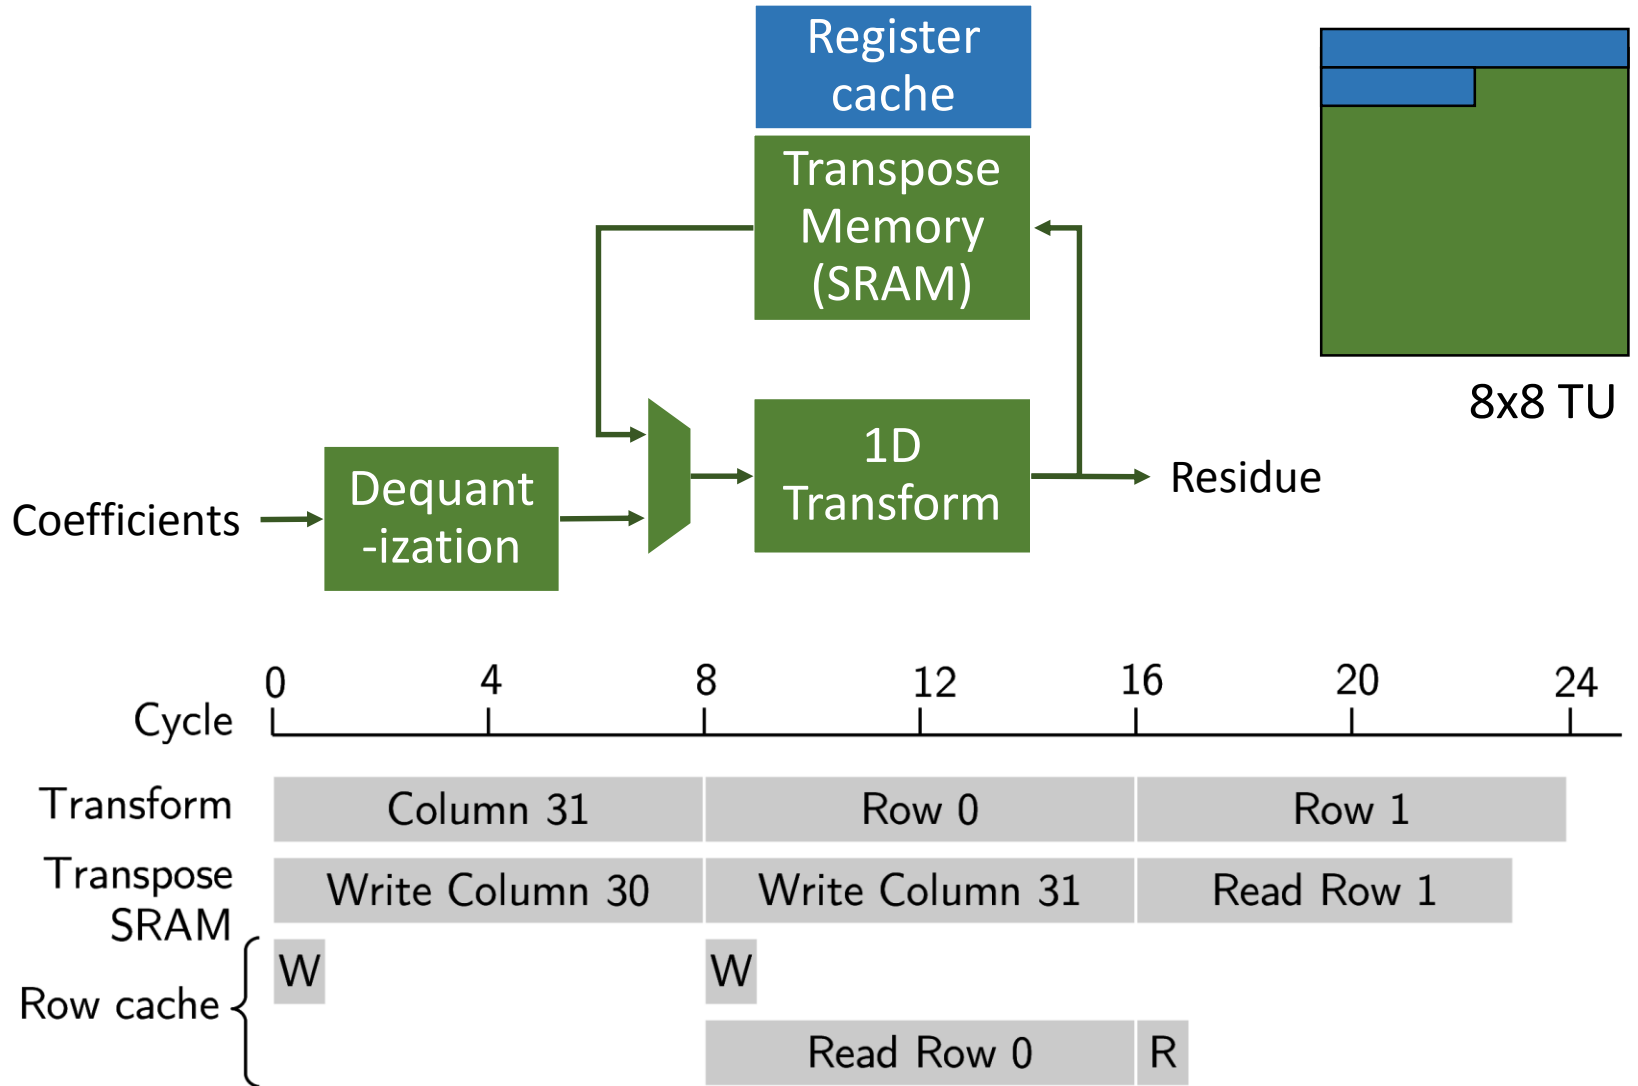 Register
cache
Transpose
Memory
(SRAM)
8x8 TU
1D
Transform
Residue
Dequant
-ization
Coefficients
0 4 8 12 16 20 24
Cycle
Transform Column 31 Row 0 Row 1
Transpose
SRAM
Write Column 30 Write Column 31 Read Row 1
W W
Row cache
Read Row 0 R